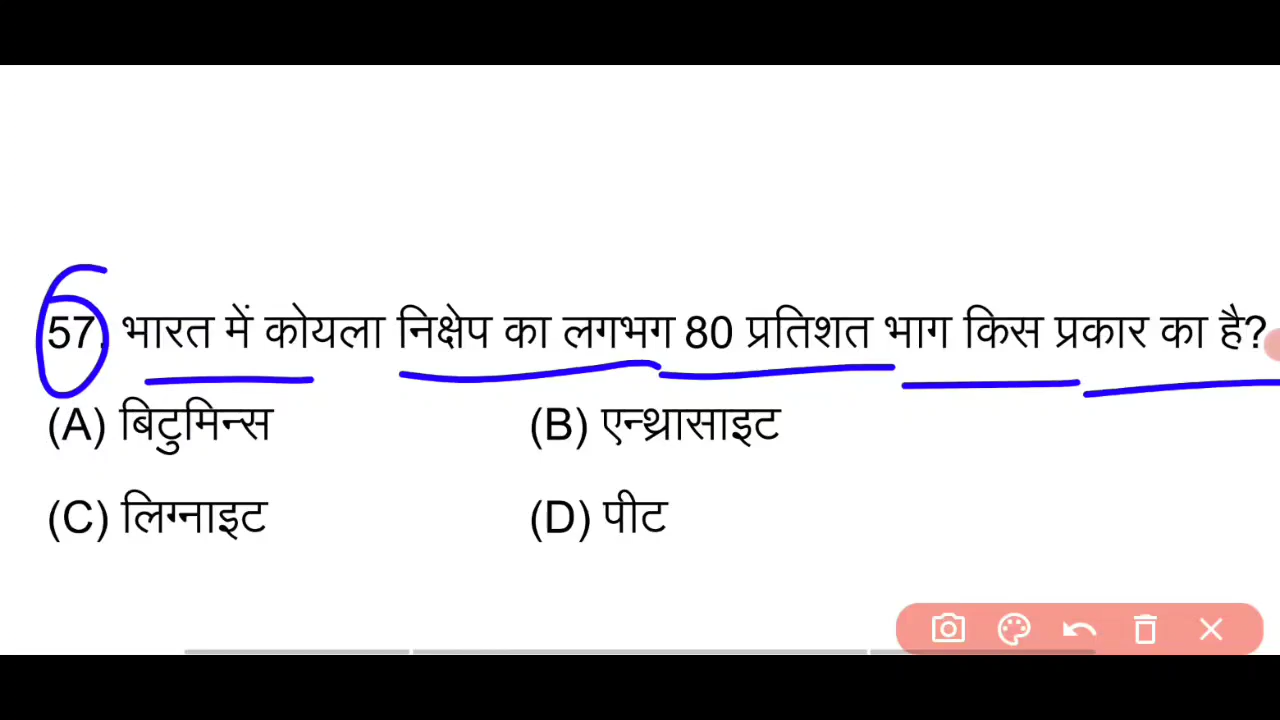 57. भारत में कोयला निक्षेप का लगभग 80 प्रतिशत भाग किस प्रकार का है?
(A) बिटुमिन्स (B) एन्थ्रासाइट
(C) लिग्नाइट (D) पीट